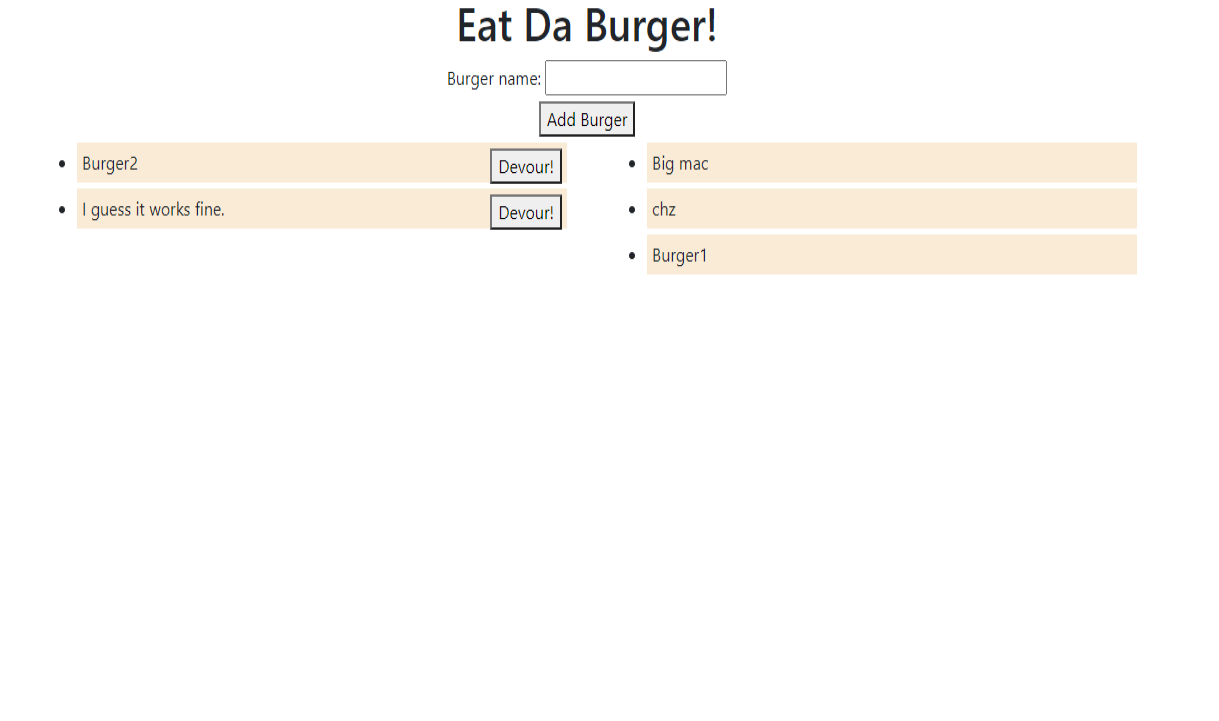 Eat Da Burger!
Burger name:
Add Burger
Burger2 Devour!
I guess it works fine. Devour!
Big mac
chz
Burger1